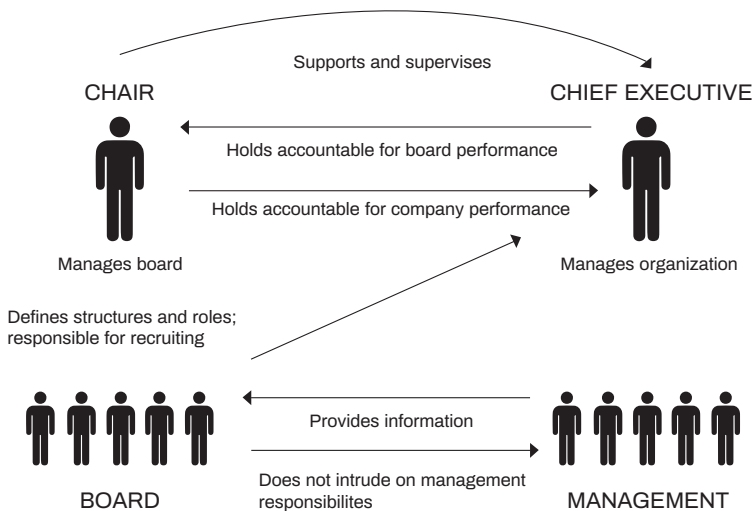 Supports and supervises
CHAIR
CHIEF EXECUTIVE
Holds accountable for board performance
Holds accountable for company performance
Manages board
Manages organization
Defines structures and roles;
responsible for recruiting
Provides information
Does not intrude on management
responsibilites
BOARD
MANAGEMENT